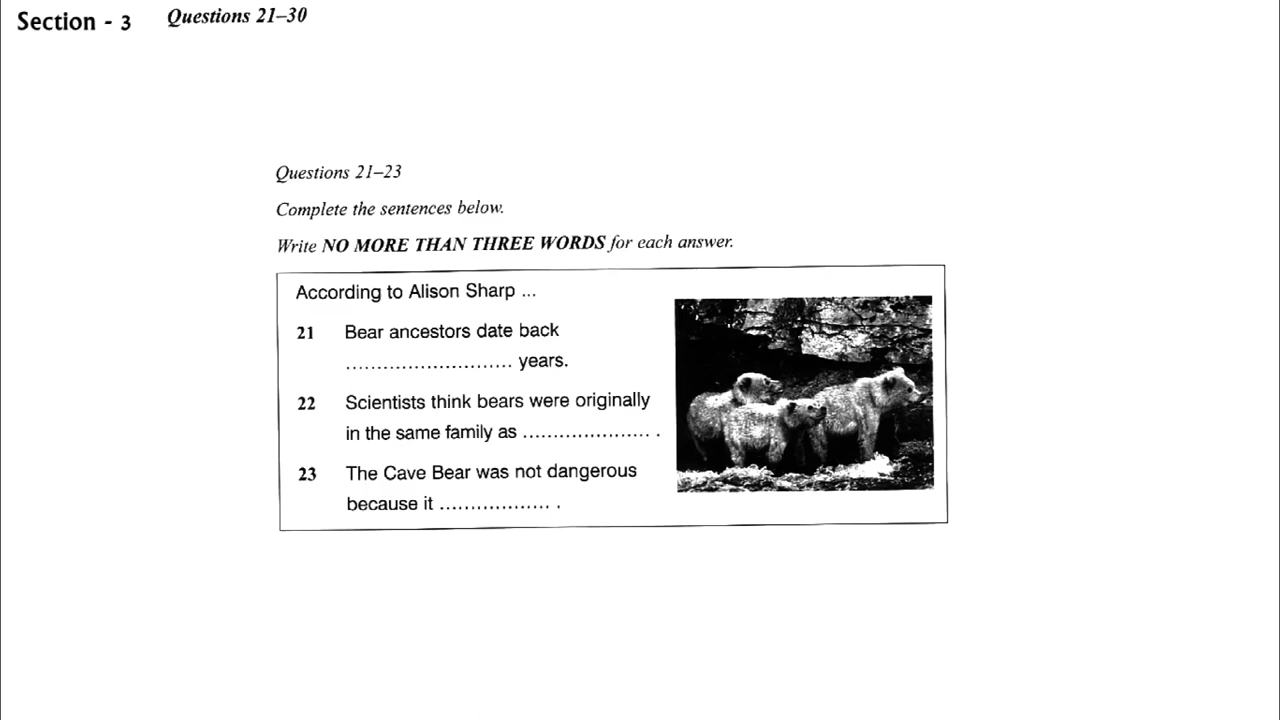 Section - 3 Questions 21–30
Questions 21–23
Complete the sentences below.
Write NO MORE THAN THREE WORDS for each answer.
According to Alison Sharp ...
21 Bear ancestors date back
........................... years.
22 Scientists think bears were originally
in the same family as ..................... .
23 The Cave Bear was not dangerous
because it .................. .